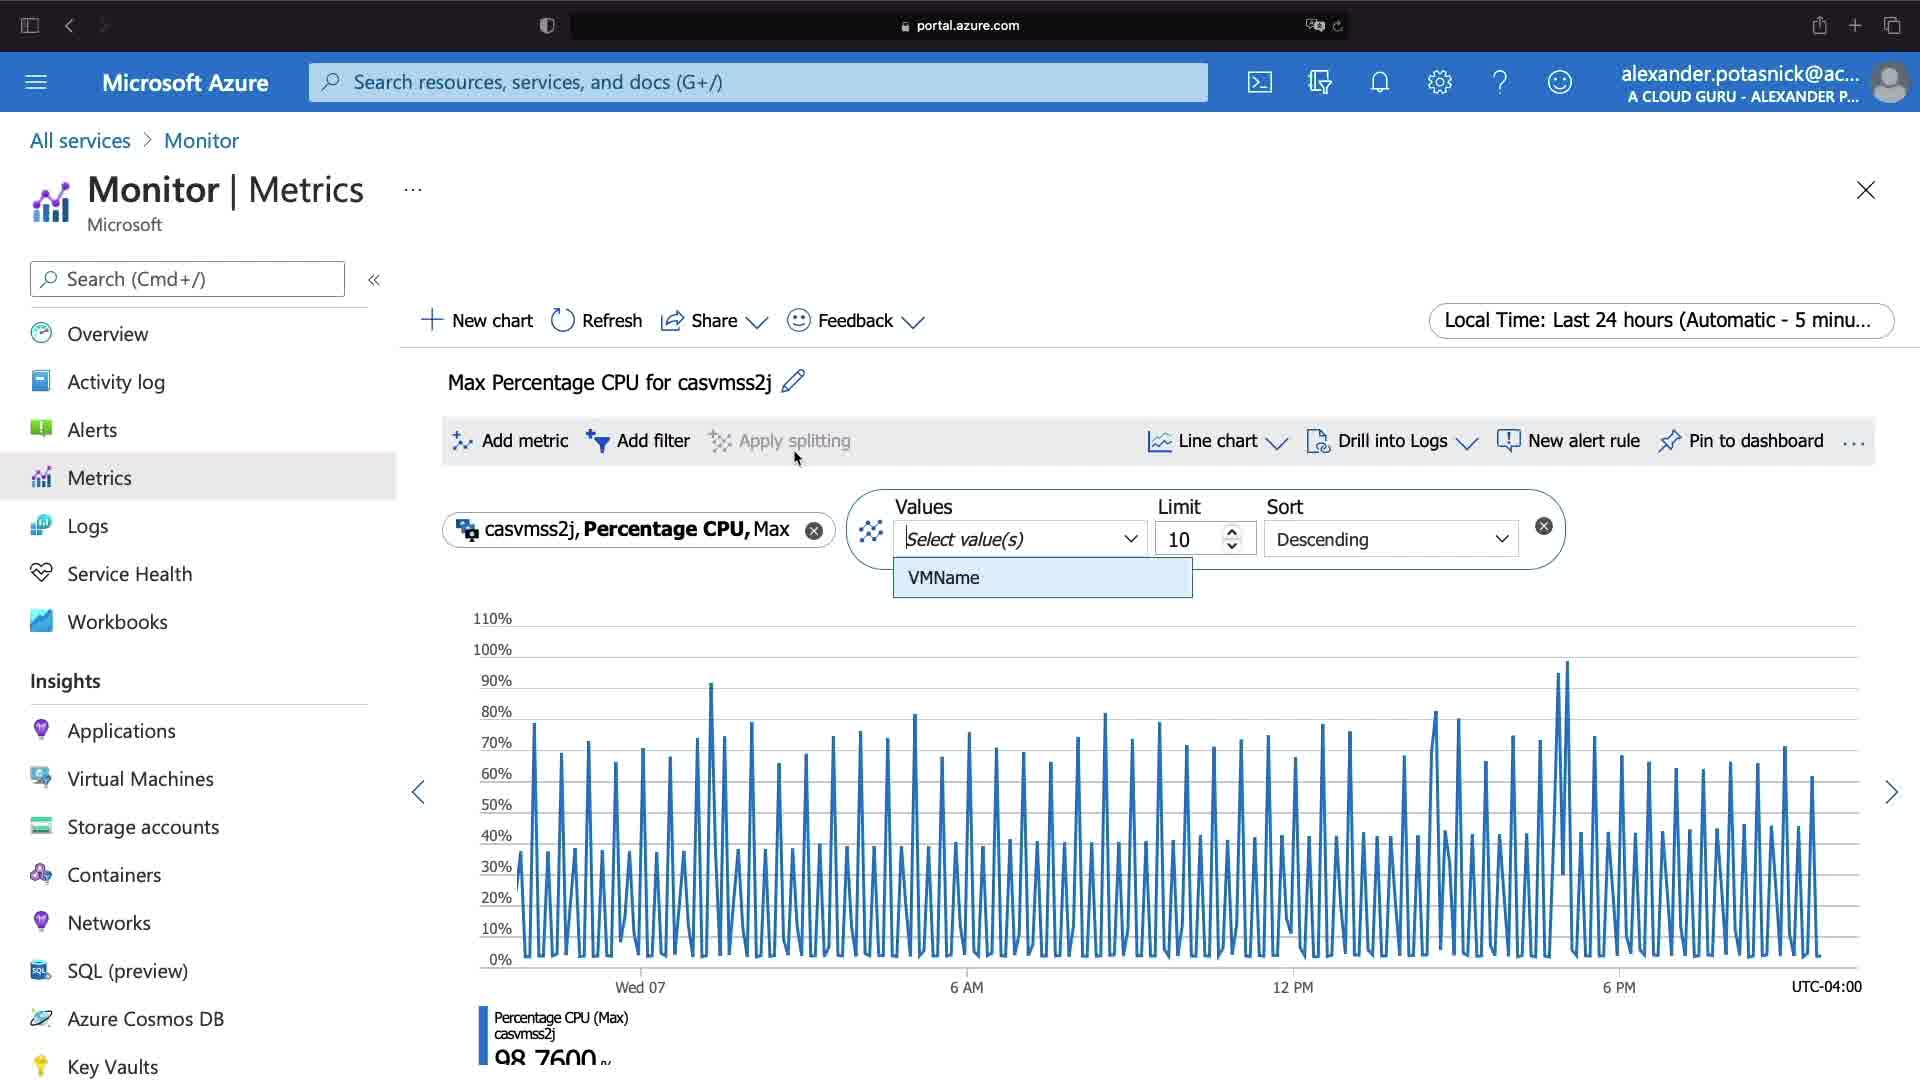 portal.azure.com
Microsoft Azure
Search resources, services, and docs (G+/)
alexander.potasnick@ac...
A CLOUD GURU - ALEXANDER P...
All services > Monitor
Monitor | Metrics ...
Microsoft
Search (Cmd+/)
«
Overview
Activity log
Alerts
Metrics
Logs
Service Health
Workbooks
Insights
Applications
Virtual Machines
Storage accounts
Containers
Networks
SQL (preview)
Azure Cosmos DB
Key Vaults
New chart Refresh Share Feedback
Local Time: Last 24 hours (Automatic - 5 minu...
Max Percentage CPU for casvmss2j
Add metric Add filter Apply splitting Line chart Drill into Logs New alert rule Pin to dashboard ...
casvmss2j, Percentage CPU, Max
Values Limit Sort
Select value(s) 10 Descending
VMName
110%
100%
90%
80%
70%
60%
50%
40%
30%
20%
10%
0%
Wed 07 6 AM 12 PM 6 PM UTC-04:00
Percentage CPU (Max)
casvmss2j
98.7600 %